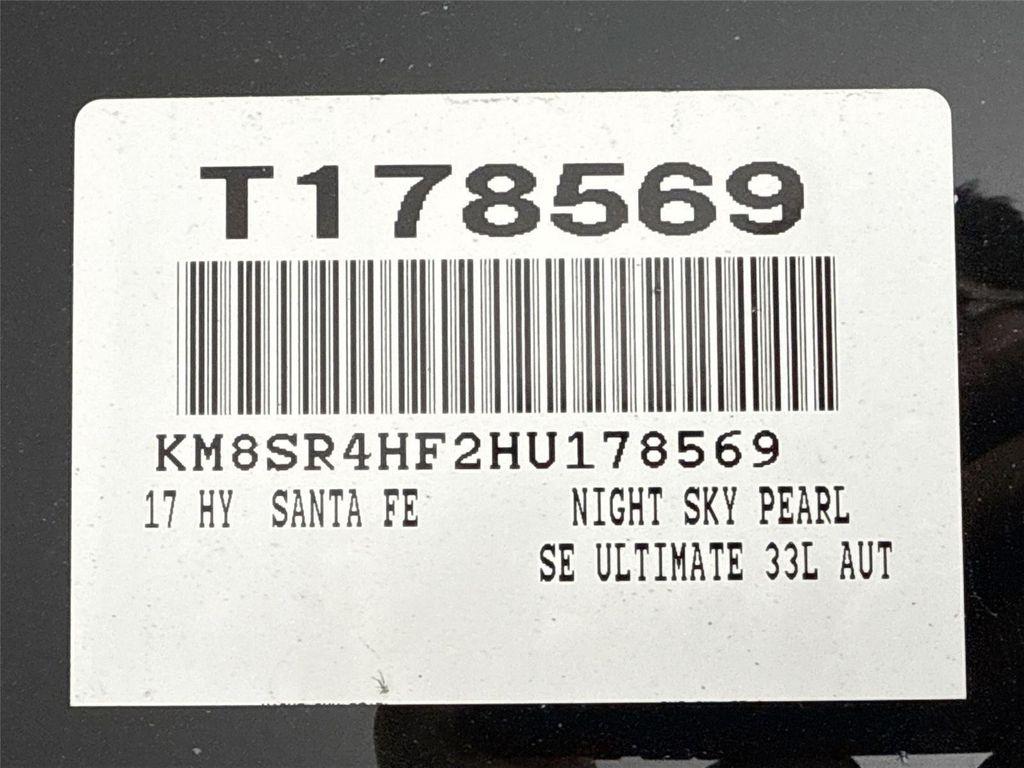 T178569
KM8SR4HF2HU178569
17 HY SANTA FE NIGHT SKY PEARL
SE ULTIMATE 33L AUT